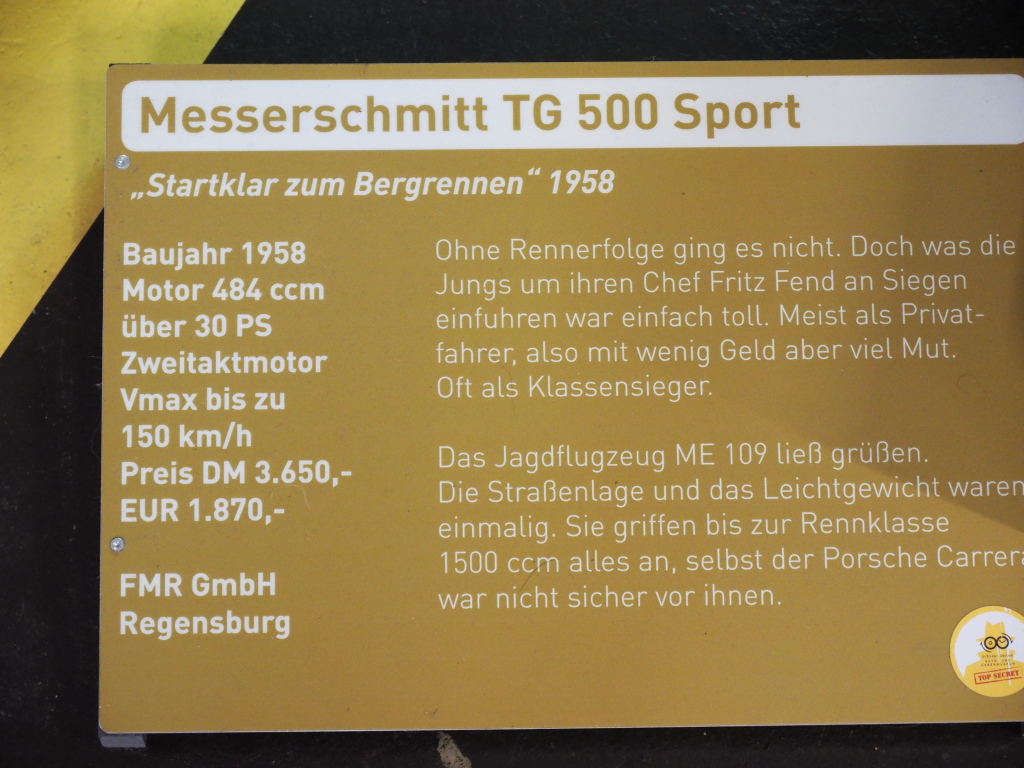 Messerschmitt TG 500 Sport
„Startklar zum Bergrennen“ 1958
Baujahr 1958
Motor 484 ccm
über 30 PS
Zweitaktmotor
Vmax bis zu
150 km/h
Preis DM 3.650,-
EUR 1.870,-
FMR GmbH
Regensburg
Ohne Rennerfolge ging es nicht. Doch was die
Jungs um ihren Chef Fritz Fend an Siegen
einfuhren war einfach toll. Meist als Privat-
fahrer, also mit wenig Geld aber viel Mut.
Oft als Klassensieger.
Das Jagdflugzeug ME 109 ließ grüßen.
Die Straßenlage und das Leichtgewicht waren
einmalig. Sie griffen bis zur Rennklasse
1500 ccm alles an, selbst der Porsche Carrera
war nicht sicher vor ihnen.
TOP SECRET